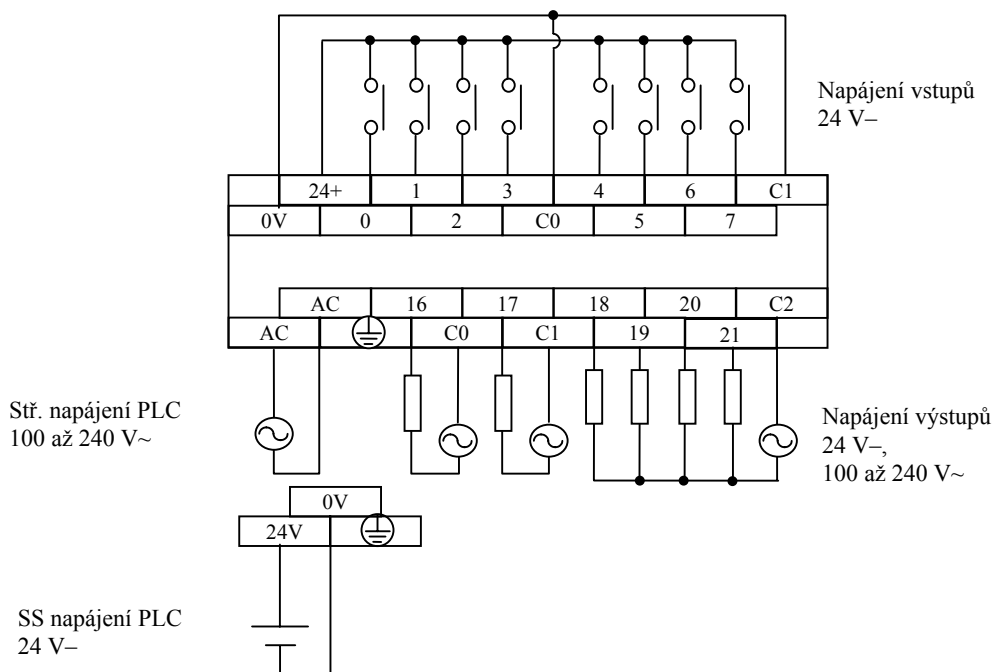 Napájení vstupů
24 V–
24+ 1 3 4 6 C1
0V 0 2 C0 5 7
AC 16 17 18 20 C2
AC C0 C1 19 21
Stř. napájení PLC
100 až 240 V~
Napájení výstupů
24 V–,
100 až 240 V~
0V
24V
SS napájení PLC
24 V–